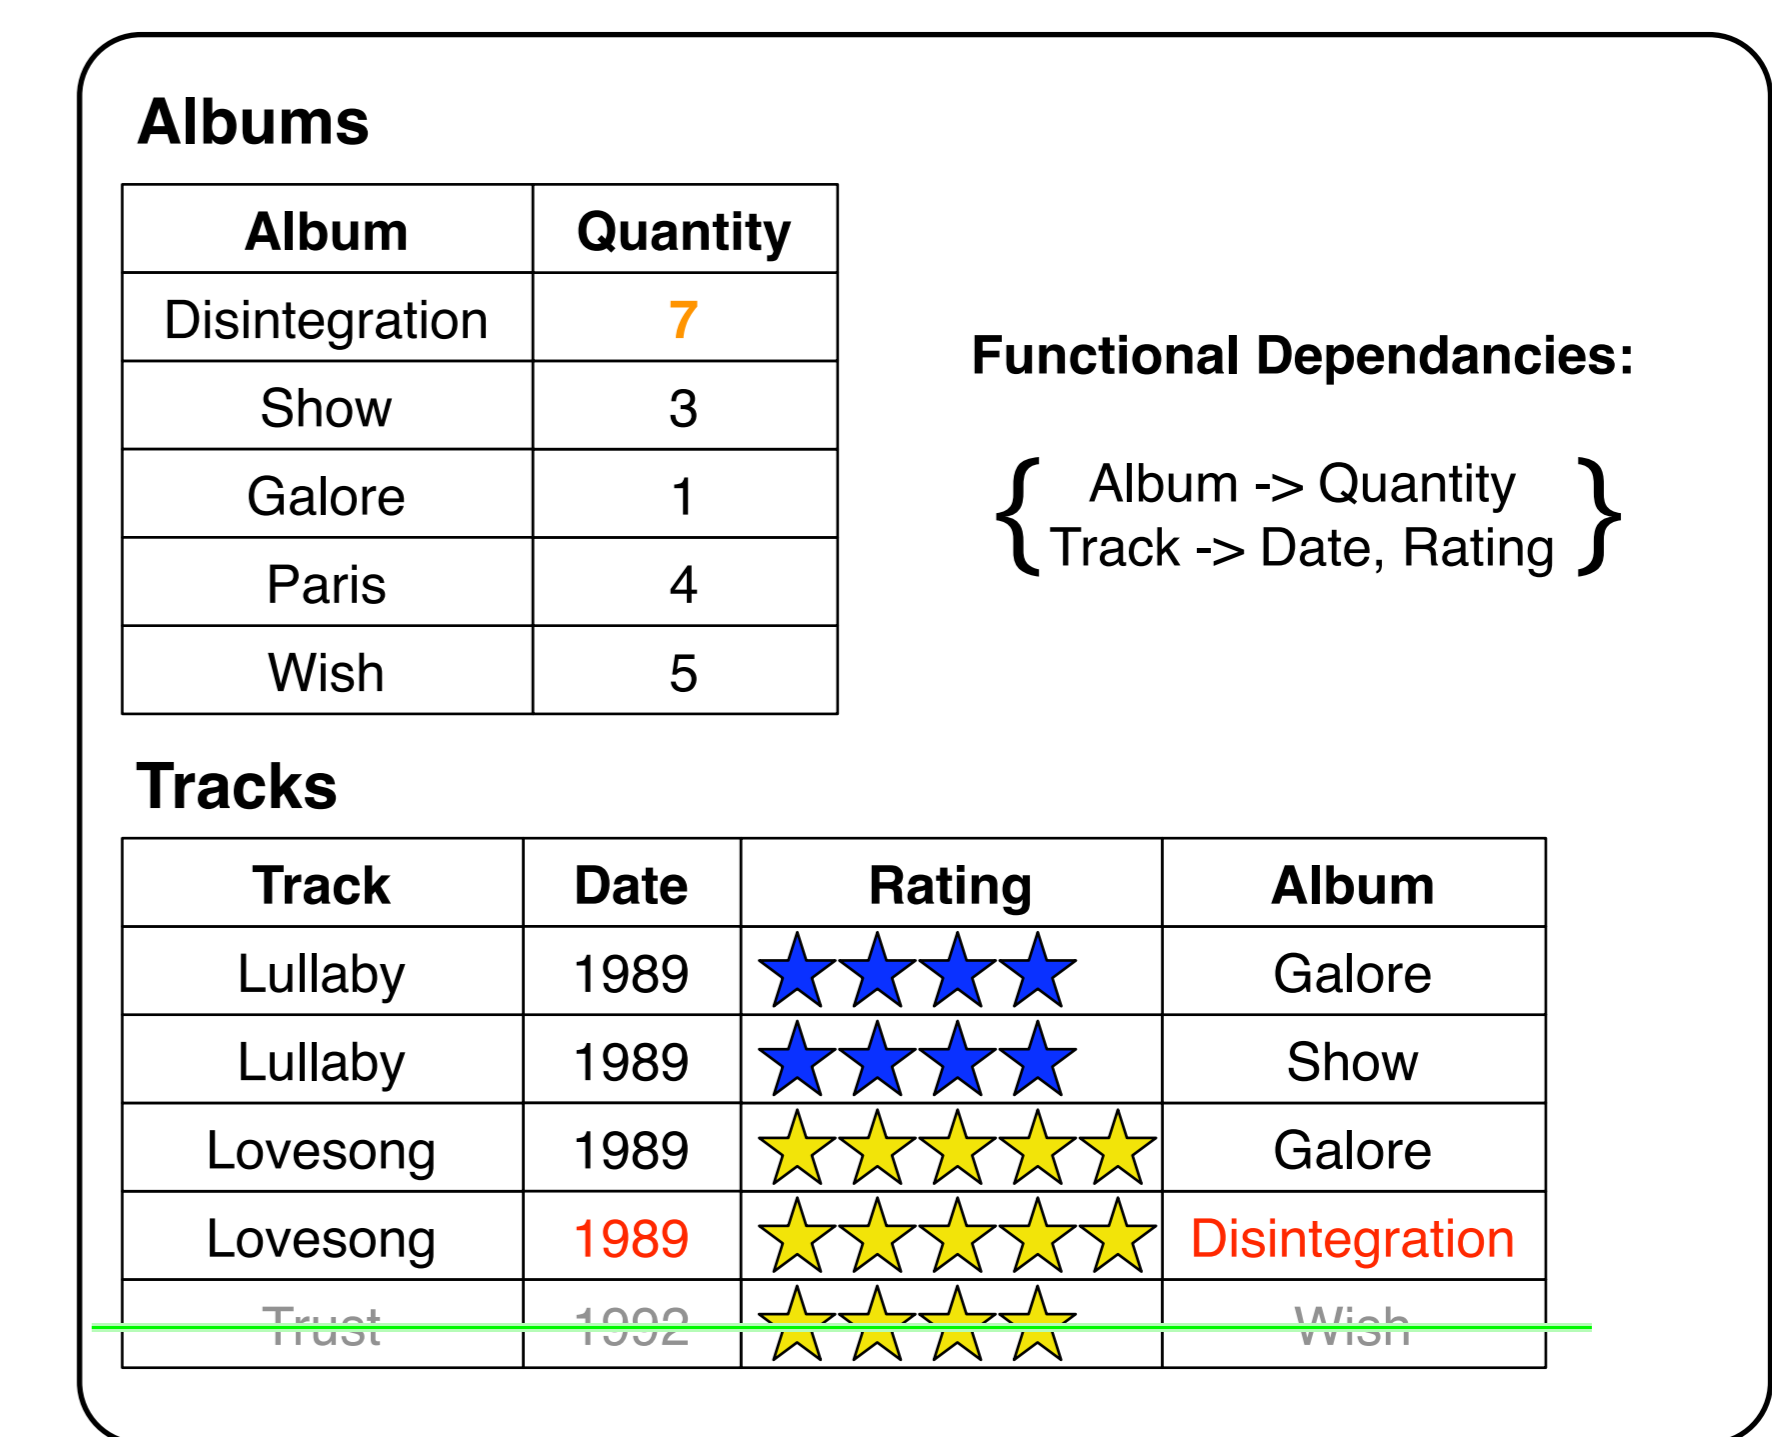 Albums
Album Quantity
Disintegration 7
Show 3
Galore 1
Paris 4
Wish 5
Functional Dependancies:
{ Album -> Quantity }
Track -> Date, Rating
Tracks
Track Date Rating Album
Lullaby 1989 Galore
Lullaby 1989 Show
Lovesong 1989 Galore
Lovesong 1989 Disintegration
Trust 1992 Wish